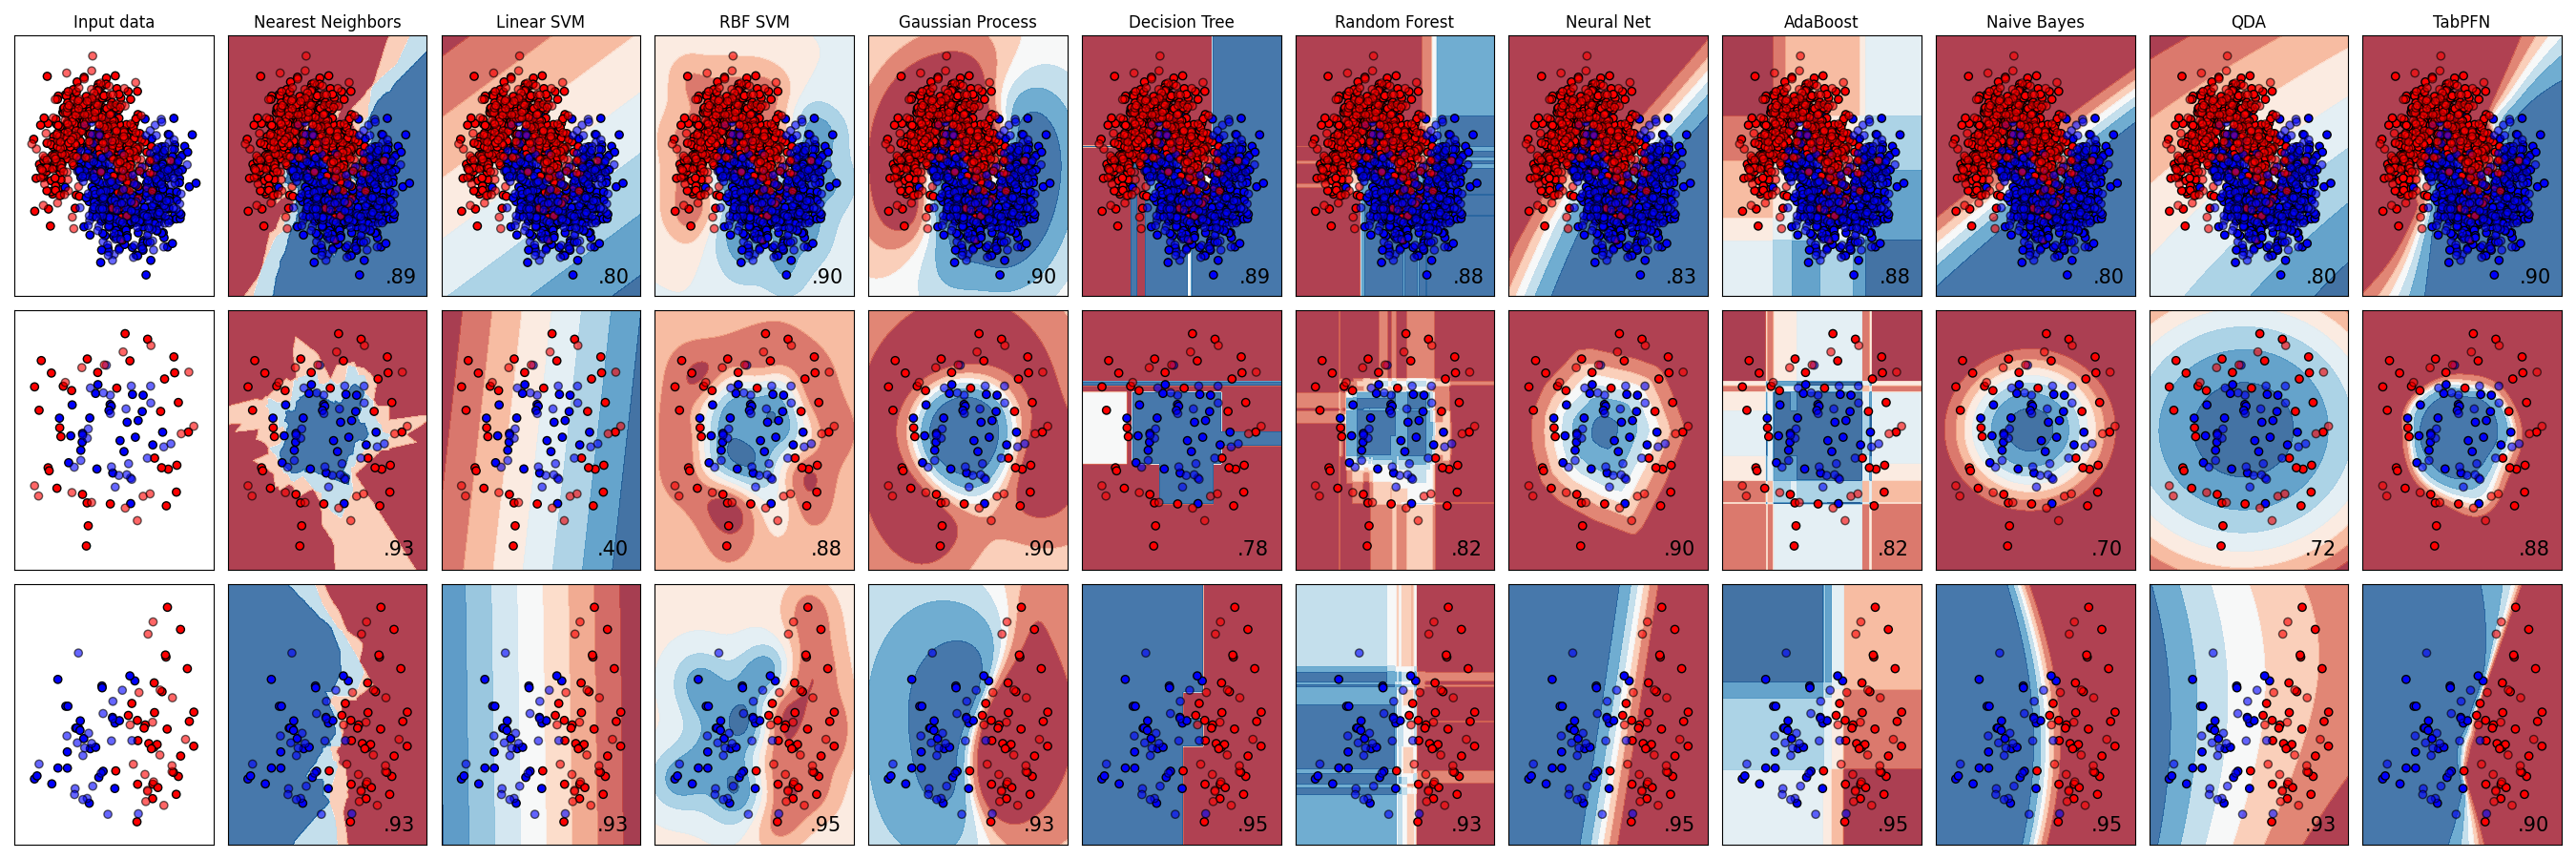 Input data Nearest Neighbors Linear SVM RBF SVM Gaussian Process Decision Tree Random Forest Neural Net AdaBoost Naive Bayes QDA TabPFN
.89 .80 .90 .90 .89 .88 .83 .88 .80 .80 .90
.93 .40 .88 .90 .78 .82 .90 .82 .70 .72 .88
.93 .93 .95 .93 .95 .93 .95 .95 .95 .93 .90